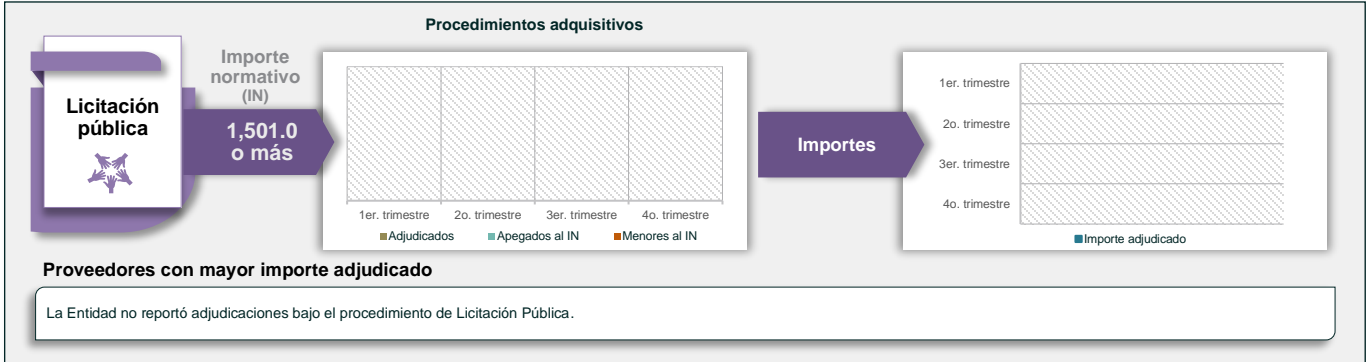 Procedimientos adquisitivos
Licitación
pública
Importe
normativo
(IN)
1,501.0
o más
1er. trimestre
2o. trimestre
3er. trimestre
4o. trimestre
Adjudicados
Apegados al IN
Menores al IN
Importes
1er. trimestre
2o. trimestre
3er. trimestre
4o. trimestre
Importe adjudicado
Proveedores con mayor importe adjudicado
La Entidad no reportó adjudicaciones bajo el procedimiento de Licitación Pública.